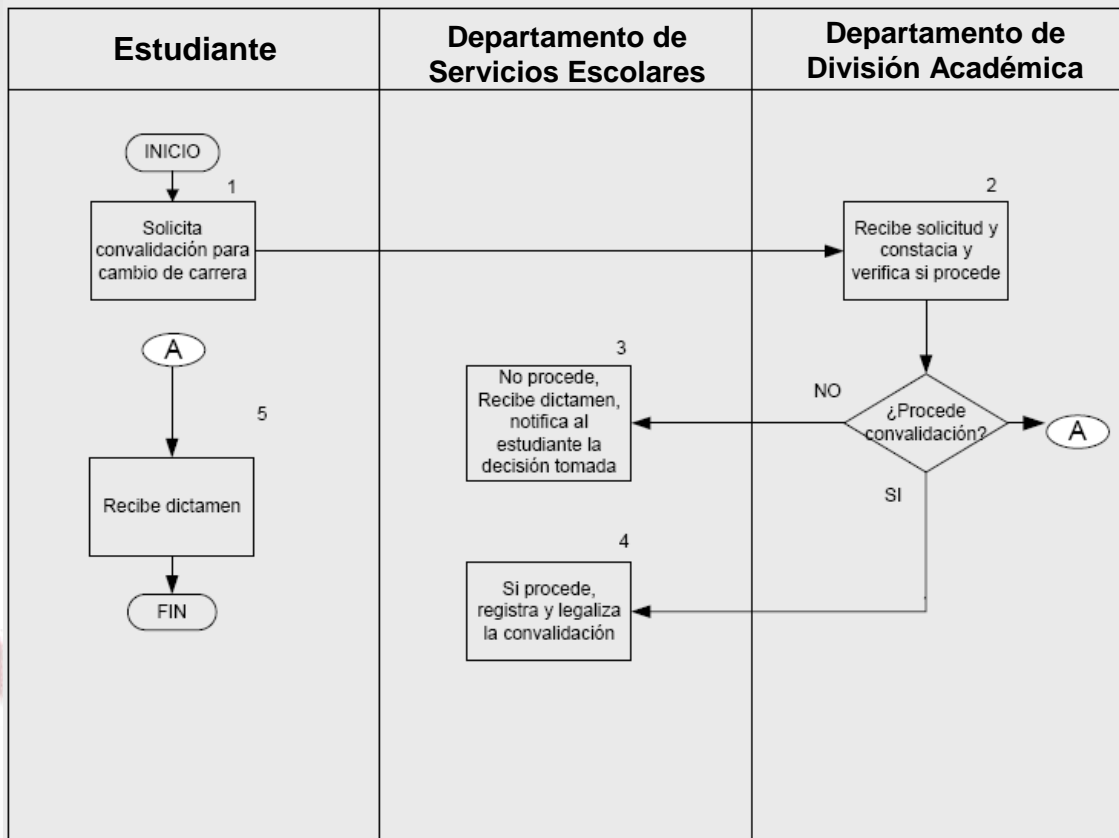 Estudiante
Departamento de
Servicios Escolares
Departamento de
División Académica
INICIO
1
Solicita
convalidación para
cambio de carrera
2
Recibe solicitud y
constacia y
verifica si procede
A
5
Recibe dictamen
FIN
3
No procede,
Recibe dictamen,
notifica al
estudiante la
decisión tomada
NO
¿Procede
convalidación?
A
SI
4
Si procede,
registra y legaliza
la convalidación